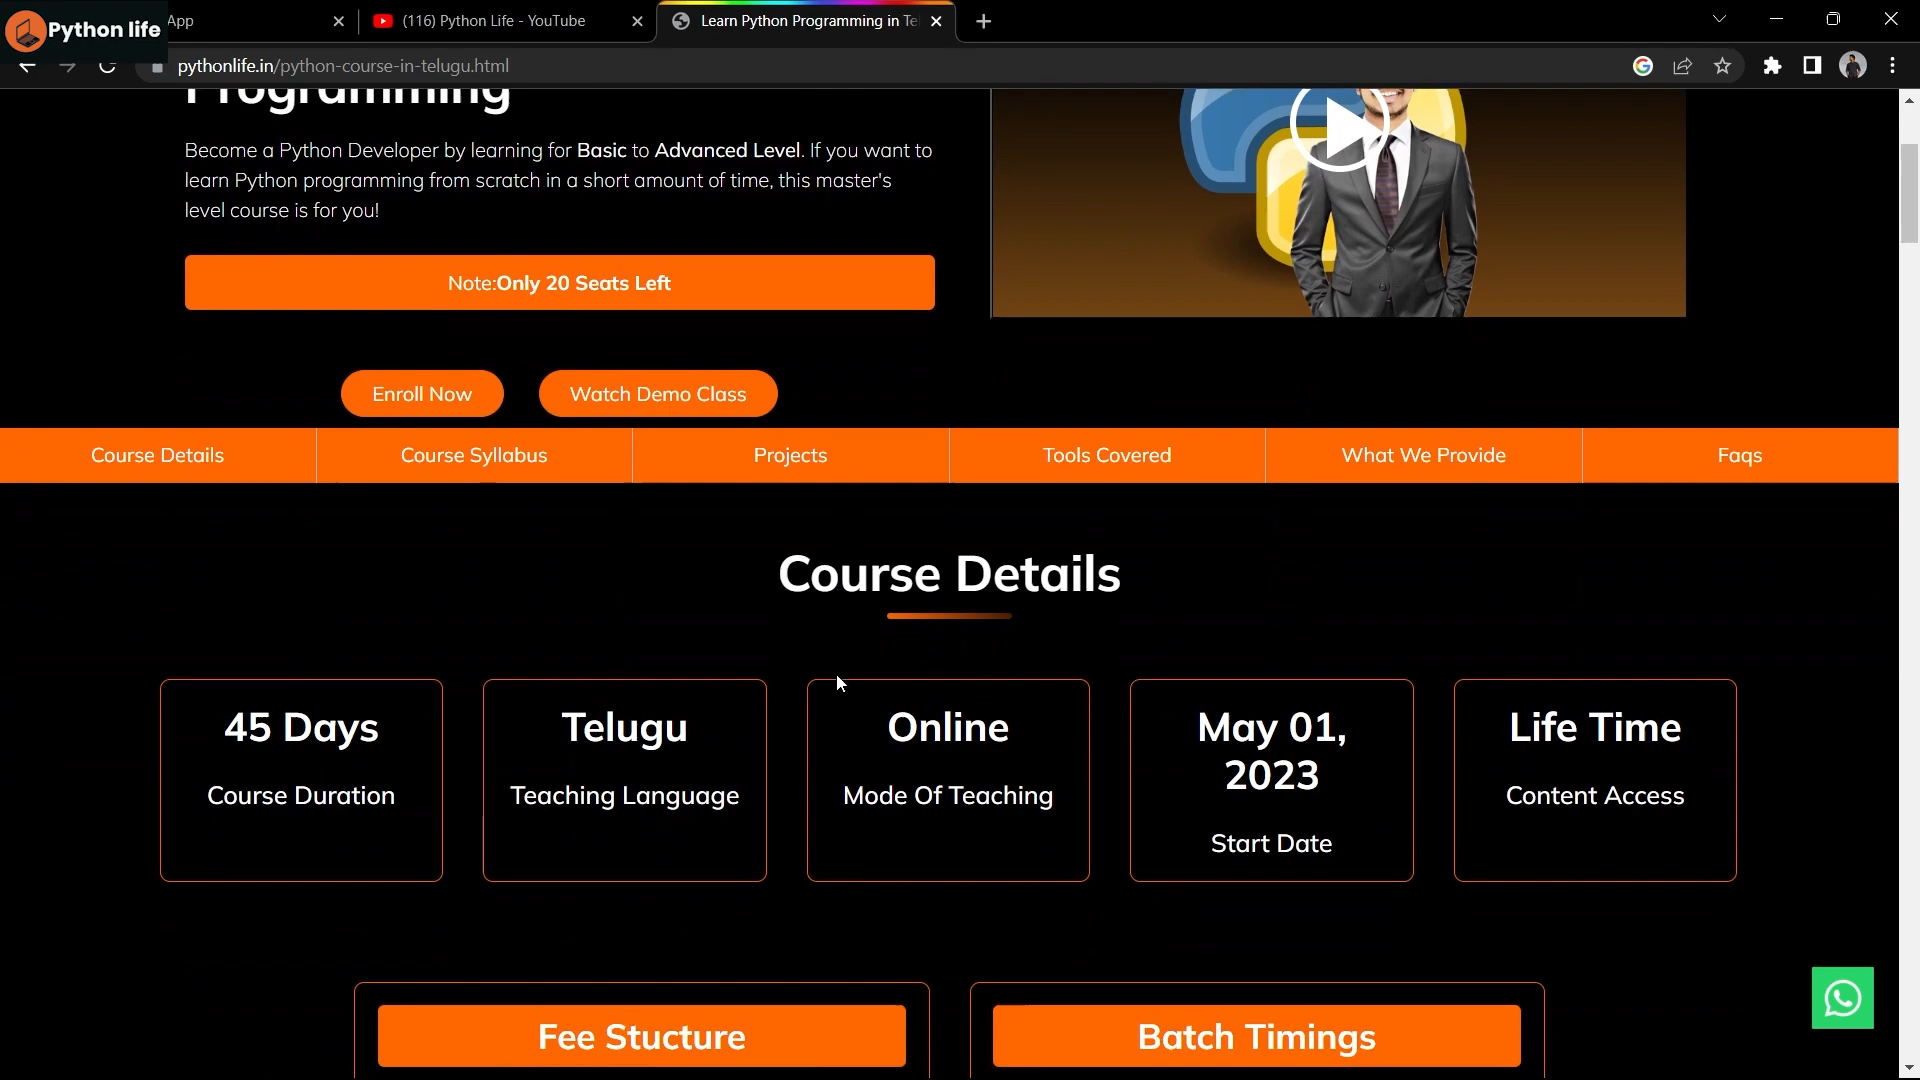 Python life
App
(116) Python Life - YouTube
Learn Python Programming in Te
pythonlife.in/python-course-in-telugu.html
Programming
Become a Python Developer by learning for Basic to Advanced Level. If you want to
learn Python programming from scratch in a short amount of time, this master's
level course is for you!
Note:Only 20 Seats Left
Enroll Now
Watch Demo Class
Course Details
Course Syllabus
Projects
Tools Covered
What We Provide
Faqs
Course Details
45 Days
Course Duration
Telugu
Teaching Language
Online
Mode Of Teaching
May 01,
2023
Start Date
Life Time
Content Access
Fee Stucture
Batch Timings